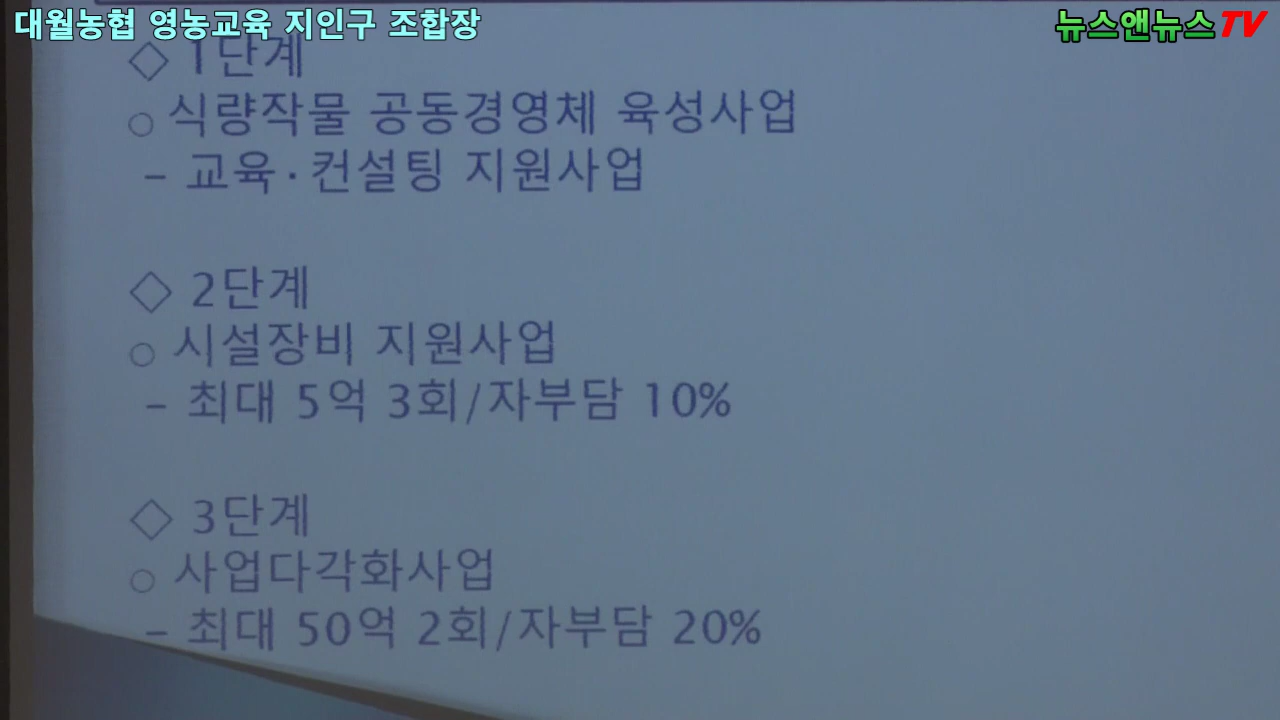 대월농협 영농교육 지인구 조합장
뉴스앤뉴스TV
◇ 1단계
○ 식량작물 공동경영체 육성사업
– 교육·컨설팅 지원사업
◇ 2단계
○ 시설장비 지원사업
– 최대 5억 3회/자부담 10%
◇ 3단계
○ 사업다각화사업
– 최대 50억 2회/자부담 20%